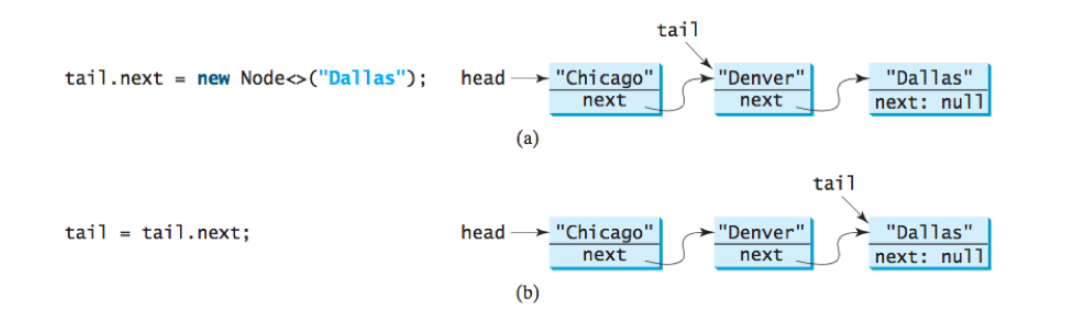 tail
tail.next = new Node<>("Dallas"); head "Chicago" "Denver" "Dallas"
next next next: null
(a)
tail
tail = tail.next; head "Chicago" "Denver" "Dallas"
next next next: null
(b)